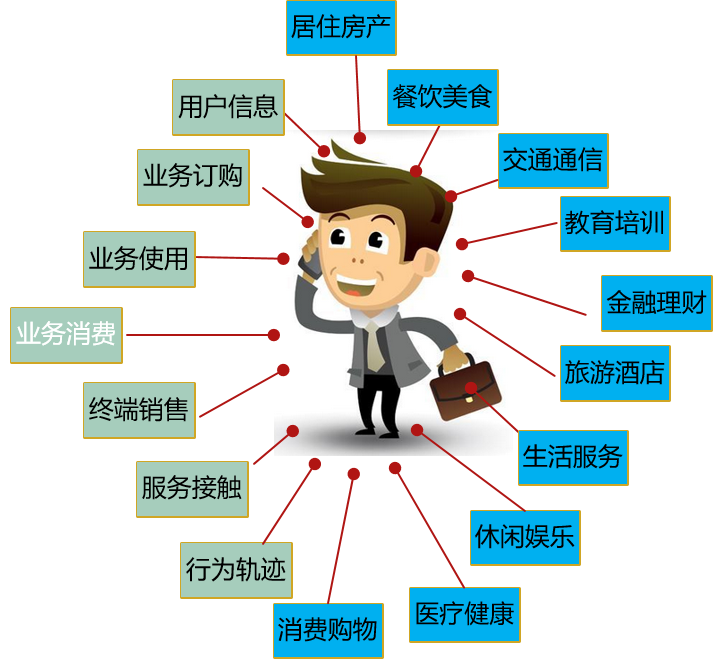 居住房产
用户信息
餐饮美食
业务订购
交通通信
教育培训
业务使用
金融理财
业务消费
旅游酒店
终端销售
生活服务
服务接触
休闲娱乐
行为轨迹
医疗健康
消费购物